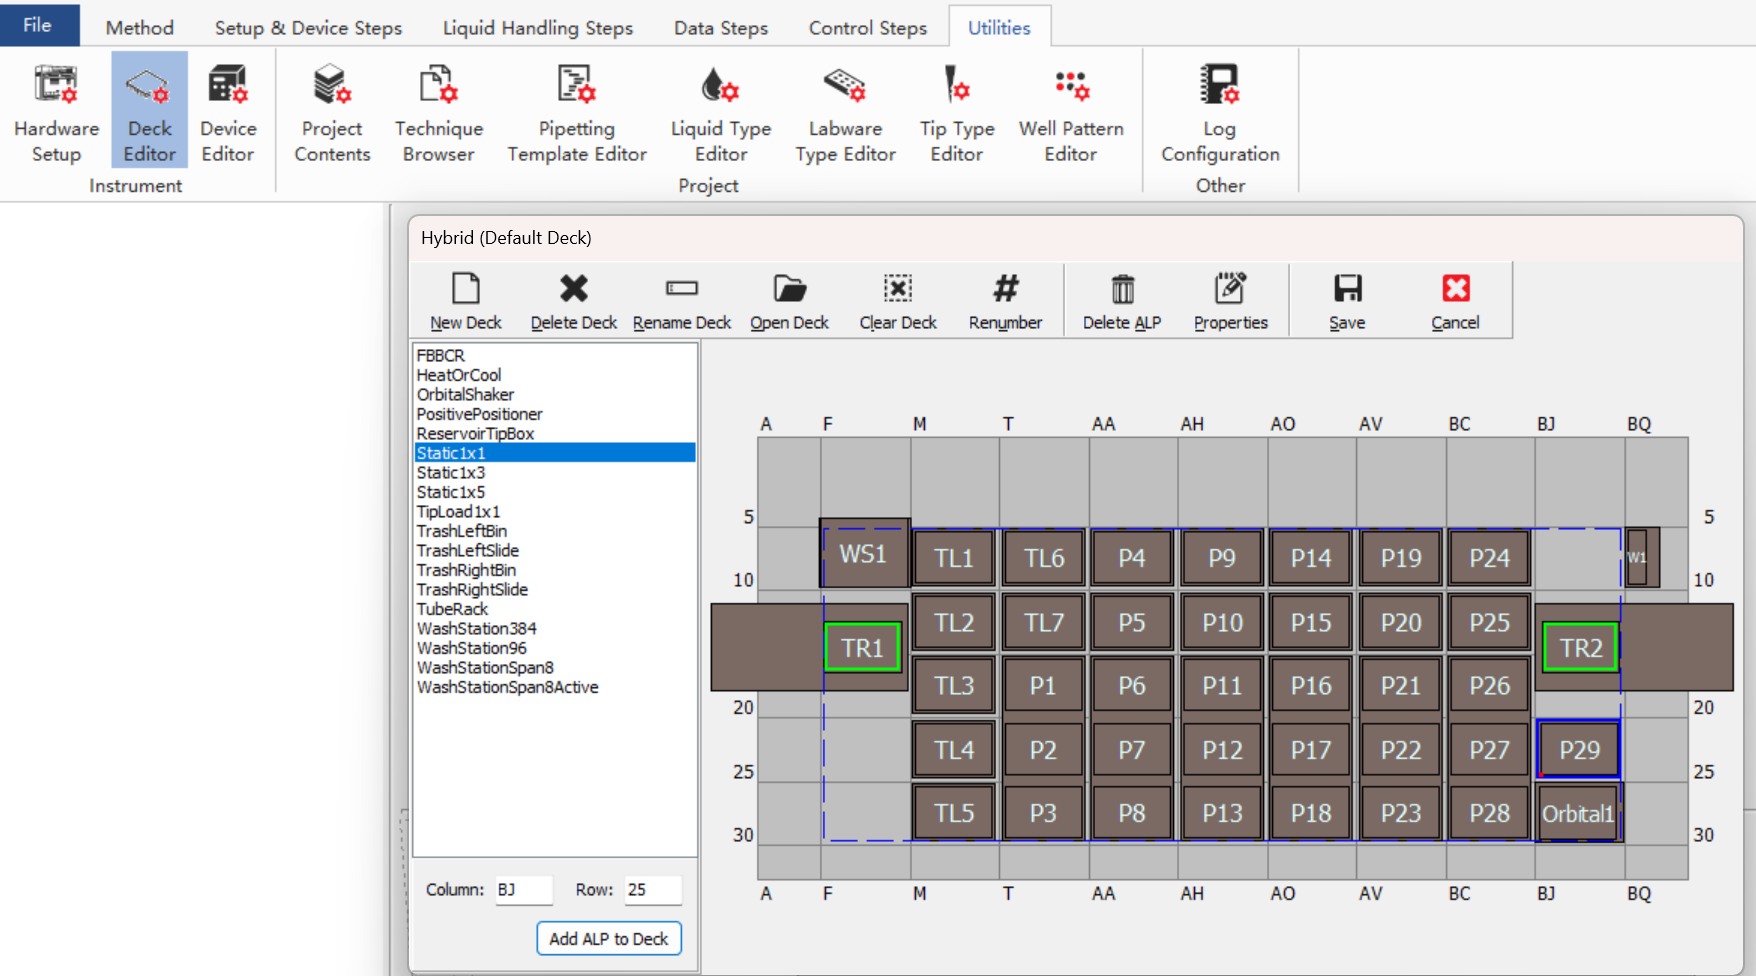 File
Method
Setup & Device Steps
Liquid Handling Steps
Data Steps
Control Steps
Utilities
Hardware
Setup
Deck
Editor
Device
Editor
Instrument
Project
Contents
Technique
Browser
Pipetting
Template Editor
Liquid Type
Editor
Labware
Type Editor
Tip Type
Editor
Well Pattern
Editor
Project
Log
Configuration
Other
Hybrid (Default Deck)
New Deck
Delete Deck
Rename Deck
Open Deck
Clear Deck
Renumber
Delete ALP
Properties
Save
Cancel
FBBCR
HeatOrCool
OrbitalShaker
PositivePositioner
ReservoirTipBox
Static1x1
Static1x3
Static1x5
TipLoad1x1
TrashLeftBin
TrashLeftSlide
TrashRightBin
TrashRightSlide
TubeRack
WashStation384
WashStation96
WashStationSpan8
WashStationSpan8Active
Column: BJ Row: 25
Add ALP to Deck
A F M T AA AH AO AV BC BJ BQ
5 5
WS1 TL1 TL6 P4 P9 P14 P19 P24 W1
10 10
TL2 TL7 P5 P10 P15 P20 P25
TR1 TR2
TL3 P1 P6 P11 P16 P21 P26
20 20
TL4 P2 P7 P12 P17 P22 P27 P29
25 25
TL5 P3 P8 P13 P18 P23 P28 Orbital1
30 30
A F M T AA AH AO AV BC BJ BQ